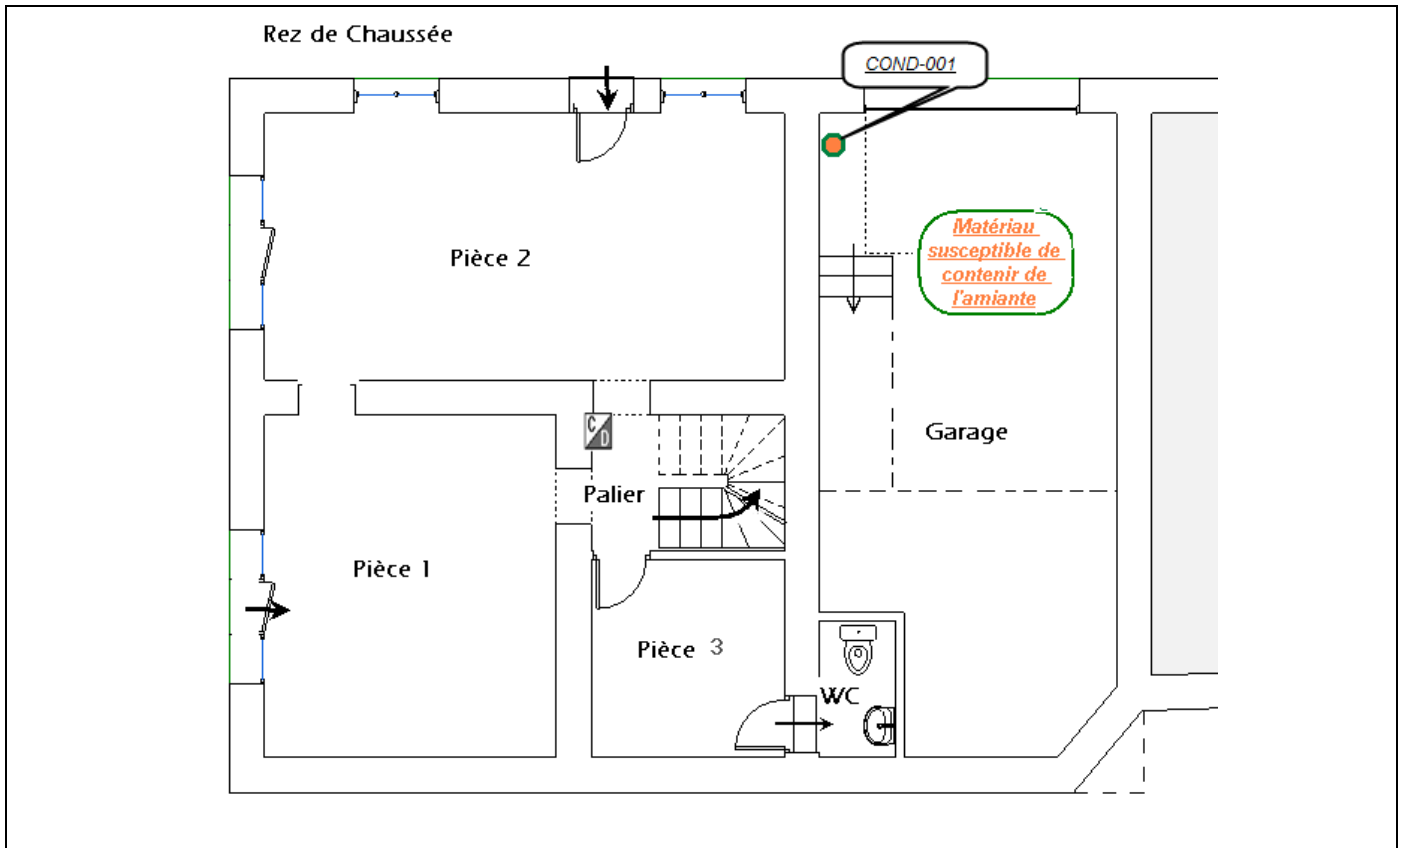 Rez de Chaussée
COND-001
Matériau
susceptible de
contenir de
l'amiante
Pièce 2
Garage
C
D
Palier
Pièce 1
Pièce 3
WC